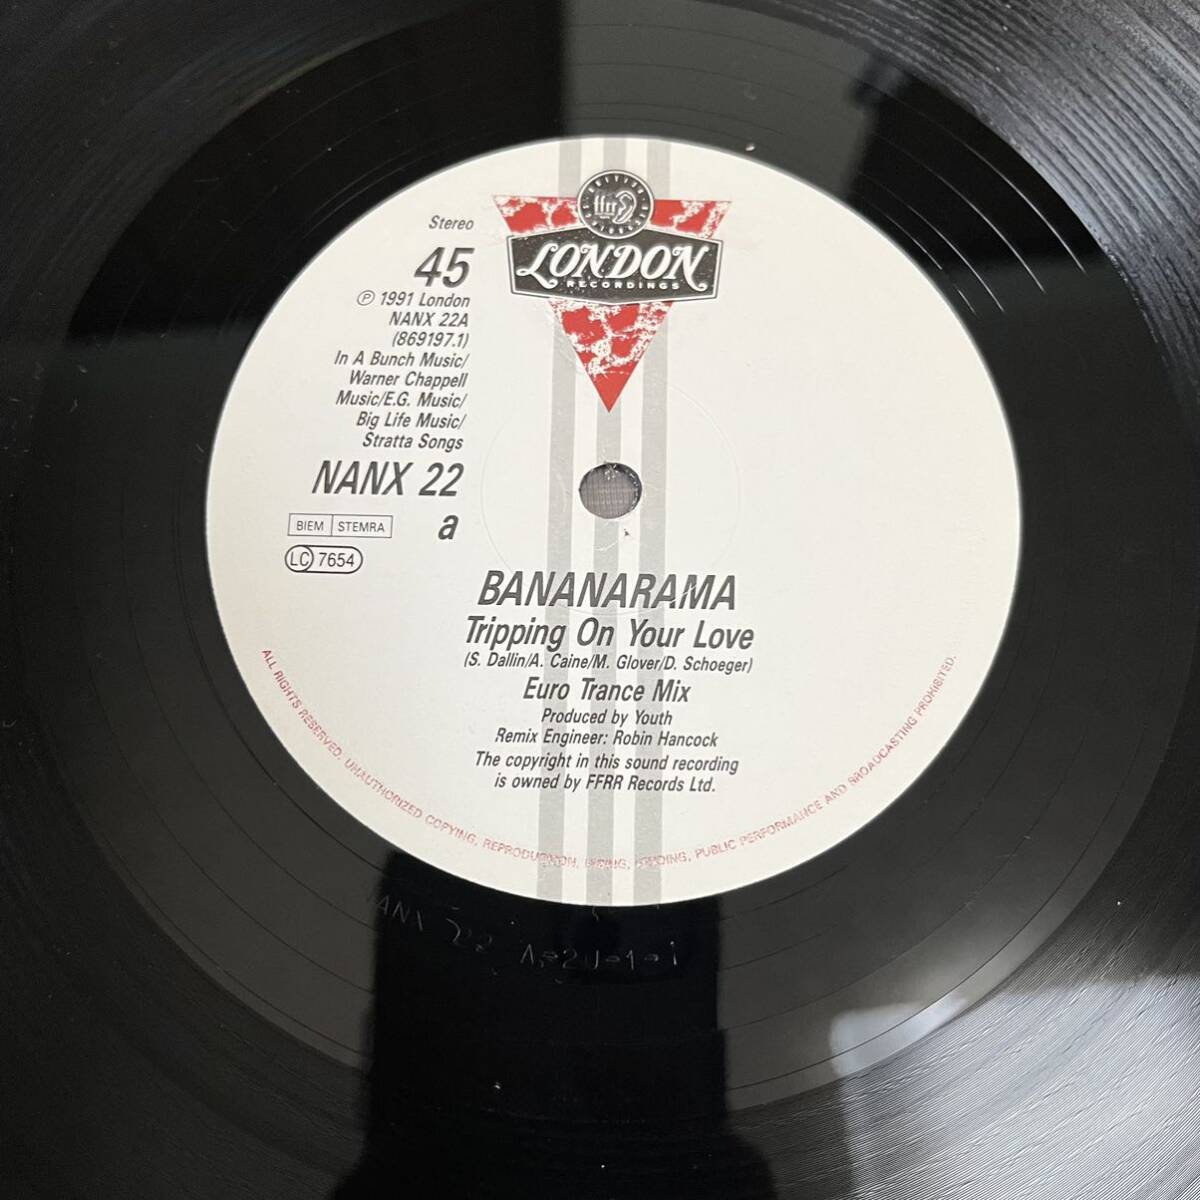 Stereo
45
℗ 1991 London
NANX 22A
(869197.1)
In A Bunch Music/
Warner Chappell
Music/E.G. Music/
Big Life Music/
Stratta Songs
NANX 22
BIEM STEMRA
a
LC 7654
ffrr
LONDON
RECORDINGS
BANANARAMA
Tripping On Your Love
(S. Dallin/A. Caine/M. Glover/D. Schoeger)
Euro Trance Mix
Produced by Youth
Remix Engineer: Robin Hancock
The copyright in this sound recording
is owned by FFRR Records Ltd.
ALL RIGHTS RESERVED. UNAUTHORIZED COPYING, REPRODUCTION, HIRING, LENDING, PUBLIC PERFORMANCE AND BROADCASTING PROHIBITED.
ANX 22